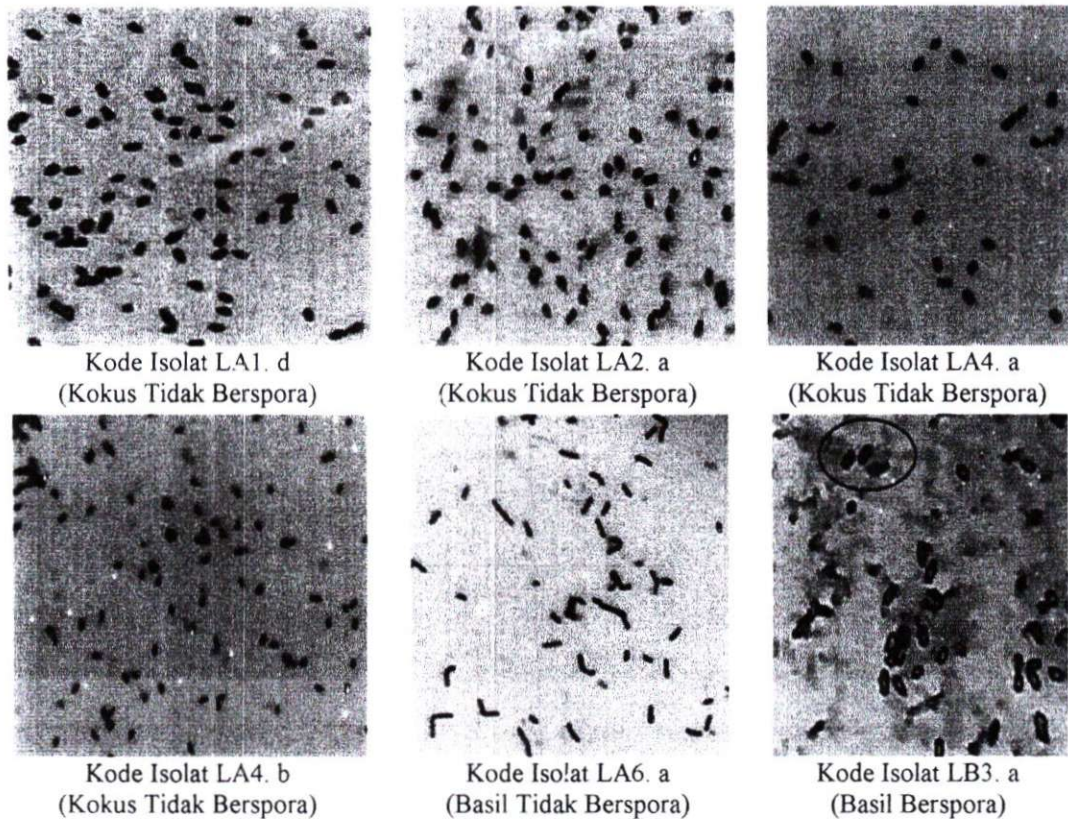 Kode Isolat LA1. d
(Kokus Tidak Berspora)
Kode Isolat LA2. a
(Kokus Tidak Berspora)
Kode Isolat LA4. a
(Kokus Tidak Berspora)
Kode Isolat LA4. b
(Kokus Tidak Berspora)
Kode Isolat LA6. a
(Basil Tidak Berspora)
Kode Isolat LB3. a
(Basil Berspora)